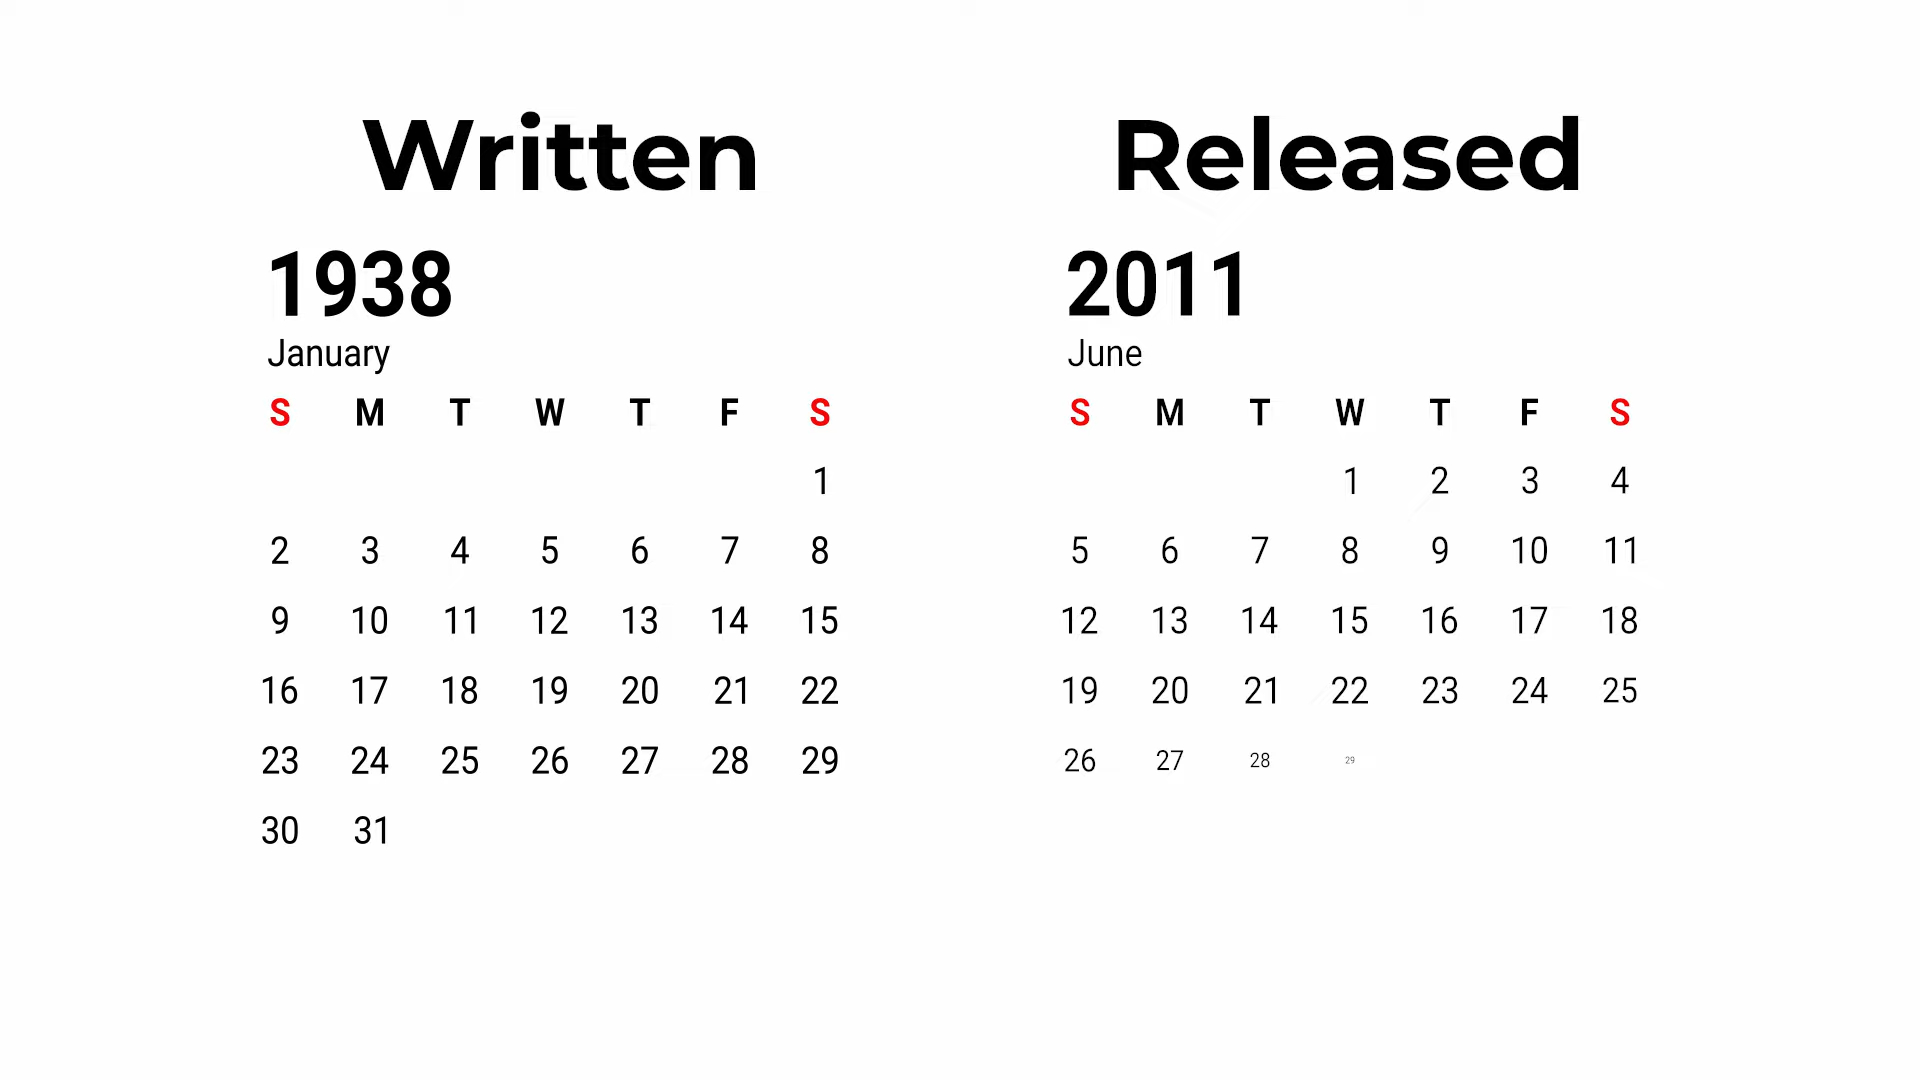 Written
1938
January
S M T W T F S
1
2 3 4 5 6 7 8
9 10 11 12 13 14 15
16 17 18 19 20 21 22
23 24 25 26 27 28 29
30 31
Released
2011
June
S M T W T F S
1 2 3 4
5 6 7 8 9 10 11
12 13 14 15 16 17 18
19 20 21 22 23 24 25
26 27 28 29